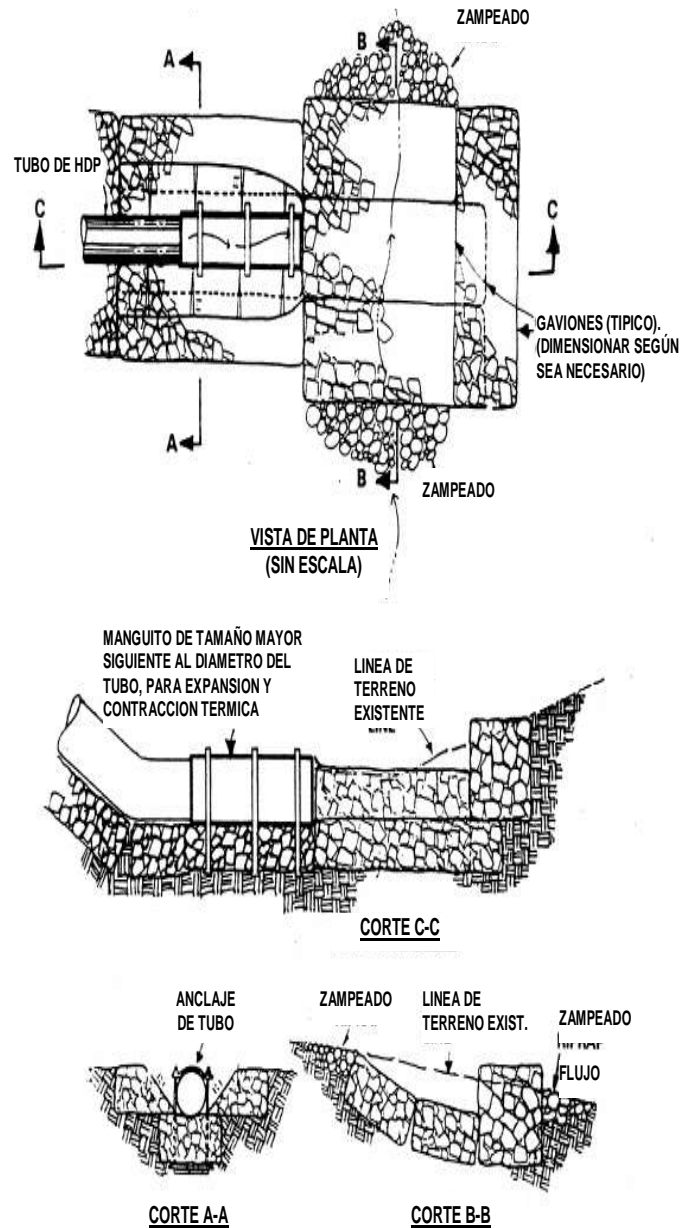 ZAMPEADO
B
A
TUBO DE HDP
C
C
GAVIONES (TIPICO).
(DIMENSIONAR SEGÚN
SEA NECESARIO)
A
B
ZAMPEADO
VISTA DE PLANTA
(SIN ESCALA)
MANGUITO DE TAMAÑO MAYOR
SIGUIENTE AL DIAMETRO DEL
TUBO, PARA EXPANSION Y
CONTRACCION TERMICA
LINEA DE
TERRENO
EXISTENTE
CORTE C-C
ANCLAJE
DE TUBO
ZAMPEADO
LINEA DE
TERRENO EXIST.
ZAMPEADO
FLUJO
CORTE A-A
CORTE B-B